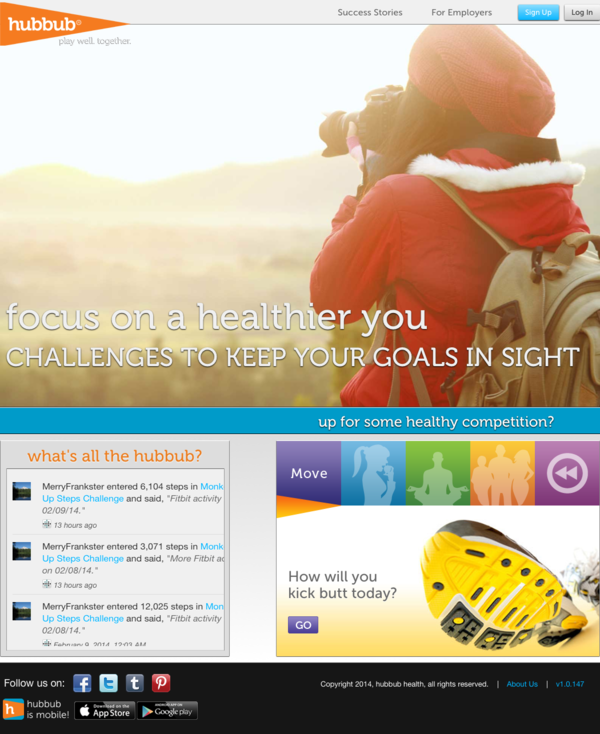 hubbub®
play well. together.
Success Stories
For Employers
Sign Up
Log In
focus on a healthier you
CHALLENGES TO KEEP YOUR GOALS IN SIGHT
up for some healthy competition?
what's all the hubbub?
MerryFrankster entered 6,104 steps in Monk
Up Steps Challenge and said, "Fitbit activity
02/09/14."
13 hours ago
MerryFrankster entered 3,071 steps in Monk
Up Steps Challenge and said, "More Fitbit ac
on 02/08/14."
13 hours ago
MerryFrankster entered 12,025 steps in Mon
Up Steps Challenge and said, "Fitbit activity
02/08/14."
February 9, 2014, 12:03 AM
Move
How will you
kick butt today?
GO
Follow us on:
Copyright 2014, hubbub health, all rights reserved. | About Us | v1.0.147
hubbub
is mobile!
Download on the
App Store
ANDROID APP ON
Google play